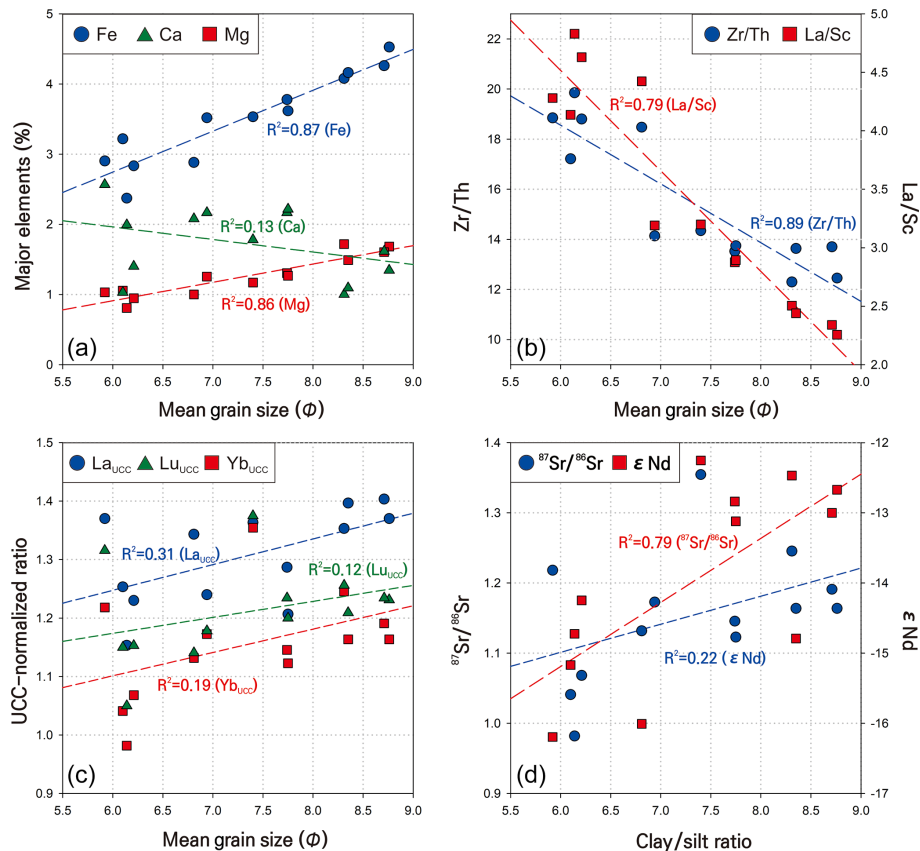 Fe Ca Mg
5
4
3
2
1
0
Major elements (%)
R²=0.87 (Fe)
R²=0.13 (Ca)
R²=0.86 (Mg)
(a)
5.5 6.0 6.5 7.0 7.5 8.0 8.5 9.0
Mean grain size (Φ)
Zr/Th La/Sc
22
20
18
16
14
12
10
Zr/Th
5.0
4.5
4.0
3.5
3.0
2.5
2.0
La/Sc
R²=0.79 (La/Sc)
R²=0.89 (Zr/Th)
(b)
5.5 6.0 6.5 7.0 7.5 8.0 8.5 9.0
Mean grain size (Φ)
La_UCC Lu_UCC Yb_UCC
1.5
1.4
1.3
1.2
1.1
1.0
0.9
UCC-normalized ratio
R²=0.31 (La_UCC)
R²=0.12 (Lu_UCC)
R²=0.19 (Yb_UCC)
(c)
5.5 6.0 6.5 7.0 7.5 8.0 8.5 9.0
Mean grain size (Φ)
⁸⁷Sr/⁸⁶Sr ε Nd
1.4
1.3
1.2
1.1
1.0
0.9
⁸⁷Sr/⁸⁶Sr
-12
-13
-14
-15
-16
-17
ε Nd
R²=0.79 (⁸⁷Sr/⁸⁶Sr)
R²=0.22 (ε Nd)
(d)
5.5 6.0 6.5 7.0 7.5 8.0 8.5 9.0
Clay/silt ratio